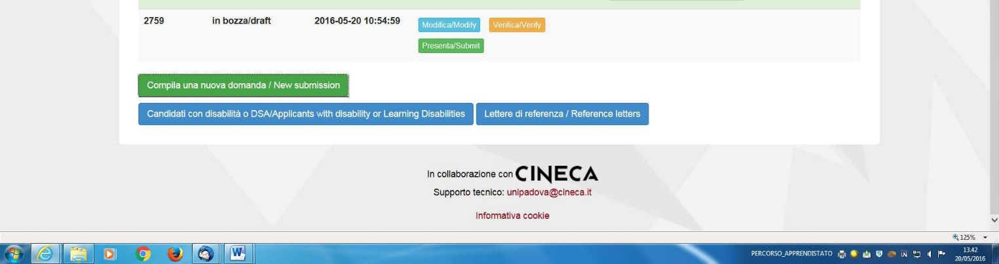 2759 in bozza/draft 2016-05-20 10:54:59 Modifica/Modify Verifica/Verify
Presenta/Submit
Compila una nuova domanda / New submission
Candidati con disabilità o DSA/Applicants with disability or Learning Disabilities Lettere di referenza / Reference letters
In collaborazione con CINECA
Supporto tecnico: unipadova@cineca.it
Informativa cookie
125%
PERCORSO_APPRENDISTATO 13.42
20/05/2016